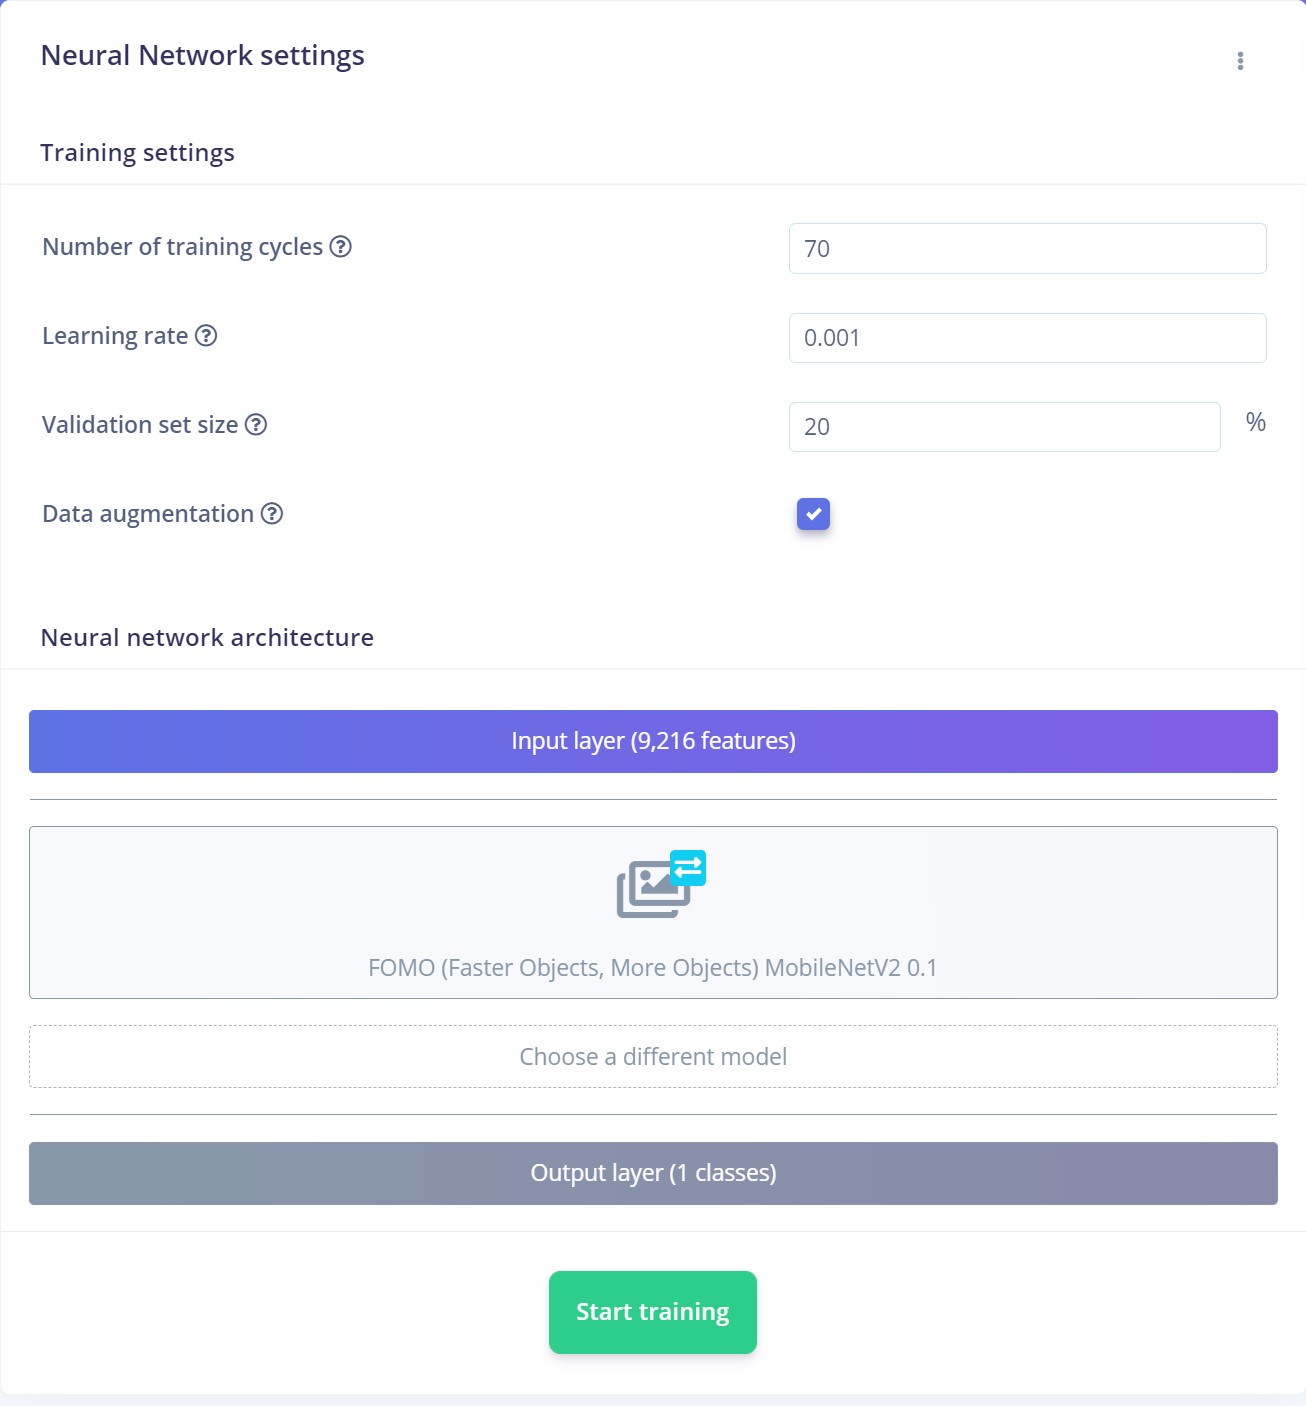 Neural Network settings
Training settings
Number of training cycles ?
70
Learning rate ?
0.001
Validation set size ?
20
%
Data augmentation ?
Neural network architecture
Input layer (9,216 features)
FOMO (Faster Objects, More Objects) MobileNetV2 0.1
Choose a different model
Output layer (1 classes)
Start training